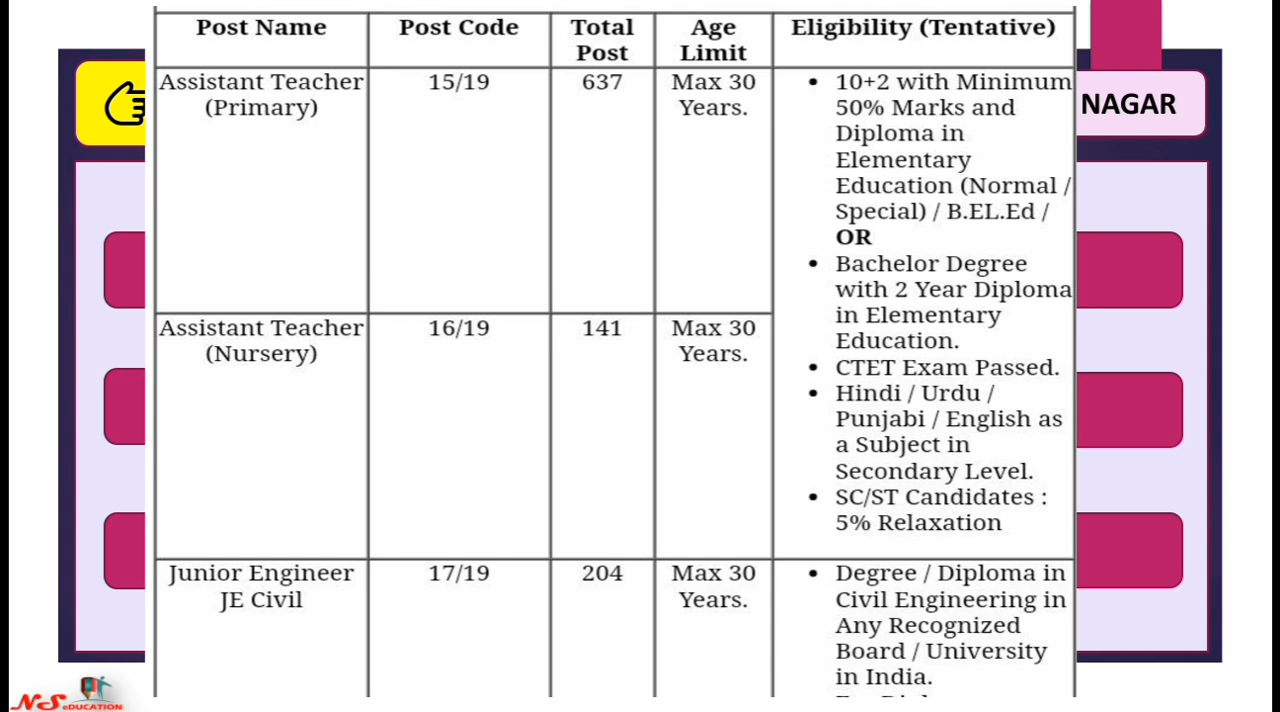 Post Name
Post Code
Total
Post
Age
Limit
Eligibility (Tentative)
Assistant Teacher
(Primary)
15/19
637
Max 30
Years.
• 10+2 with Minimum
50% Marks and
Diploma in
Elementary
Education (Normal /
Special) / B.EL.Ed /
OR
• Bachelor Degree
with 2 Year Diploma
in Elementary
Education.
• CTET Exam Passed.
• Hindi / Urdu /
Punjabi / English as
a Subject in
Secondary Level.
• SC/ST Candidates :
5% Relaxation
Assistant Teacher
(Nursery)
16/19
141
Max 30
Years.
Junior Engineer
JE Civil
17/19
204
Max 30
Years.
• Degree / Diploma in
Civil Engineering in
Any Recognized
Board / University
in India.
NAGAR
NS eDUCATION